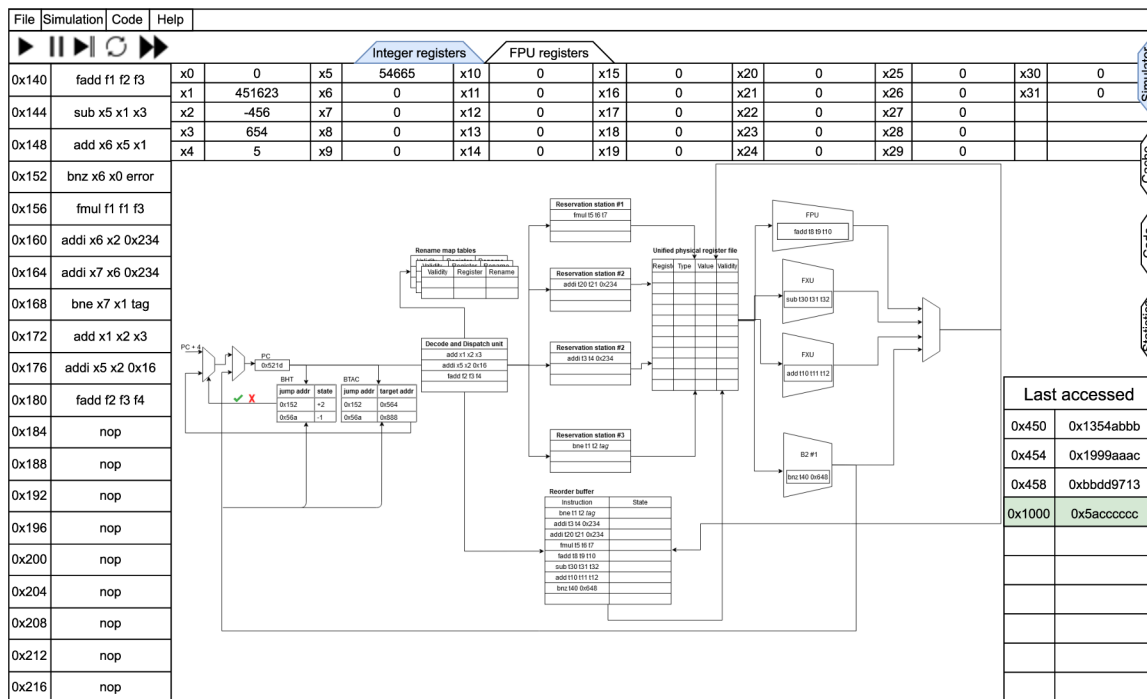 File Simulation Code Help
Integer registers FPU registers
x0 0 x5 54665 x10 0 x15 0 x20 0 x25 0 x30 0
x1 451623 x6 0 x11 0 x16 0 x21 0 x26 0 x31 0
x2 -456 x7 0 x12 0 x17 0 x22 0 x27 0
x3 654 x8 0 x13 0 x18 0 x23 0 x28 0
x4 5 x9 0 x14 0 x19 0 x24 0 x29 0
0x140 fadd f1 f2 f3
0x144 sub x5 x1 x3
0x148 add x6 x5 x1
0x152 bnz x6 x0 error
0x156 fmul f1 f1 f3
0x160 addi x6 x2 0x234
0x164 addi x7 x6 0x234
0x168 bne x7 x1 tag
0x172 add x1 x2 x3
0x176 addi x5 x2 0x16
0x180 fadd f2 f3 f4
0x184 nop
0x188 nop
0x192 nop
0x196 nop
0x200 nop
0x204 nop
0x208 nop
0x212 nop
0x216 nop
PC + 4
PC
0x521d
BHT
jump addr state
0x152 +2
0x56a -1
BTAC
jump addr target addr
0x152 0x564
0x56a 0x888
Rename map tables
Validity Register Rename
Validity Register Rename
Validity Register Rename
Decode and Dispatch unit
add x1 x2 x3
addi x5 x2 0x16
fadd f2 f3 f4
Reservation station #1
fmul t5 t6 t7
Reservation station #2
addi t20 t21 0x234
Reservation station #2
addi t3 t4 0x234
Reservation station #3
bne t1 t2 tag
Reorder buffer
Instruction State
bne t1 t2 tag
addi t3 t4 0x234
addi t20 t21 0x234
fmul t5 t6 t7
fadd t8 t9 t10
sub t30 t31 t32
add t10 t11 t12
bnz t40 0x648
Unified physical register file
Registr Type Value Validity
FPU
fadd t8 t9 t10
FXU
sub t30 t31 t32
FXU
add t10 t11 t12
B2 #1
bnz t40 0x648
Simulator
Cache
Code
Statistics
Last accessed
0x450 0x1354abbb
0x454 0x1999aaac
0x458 0xbbdd9713
0x1000 0x5acccccc